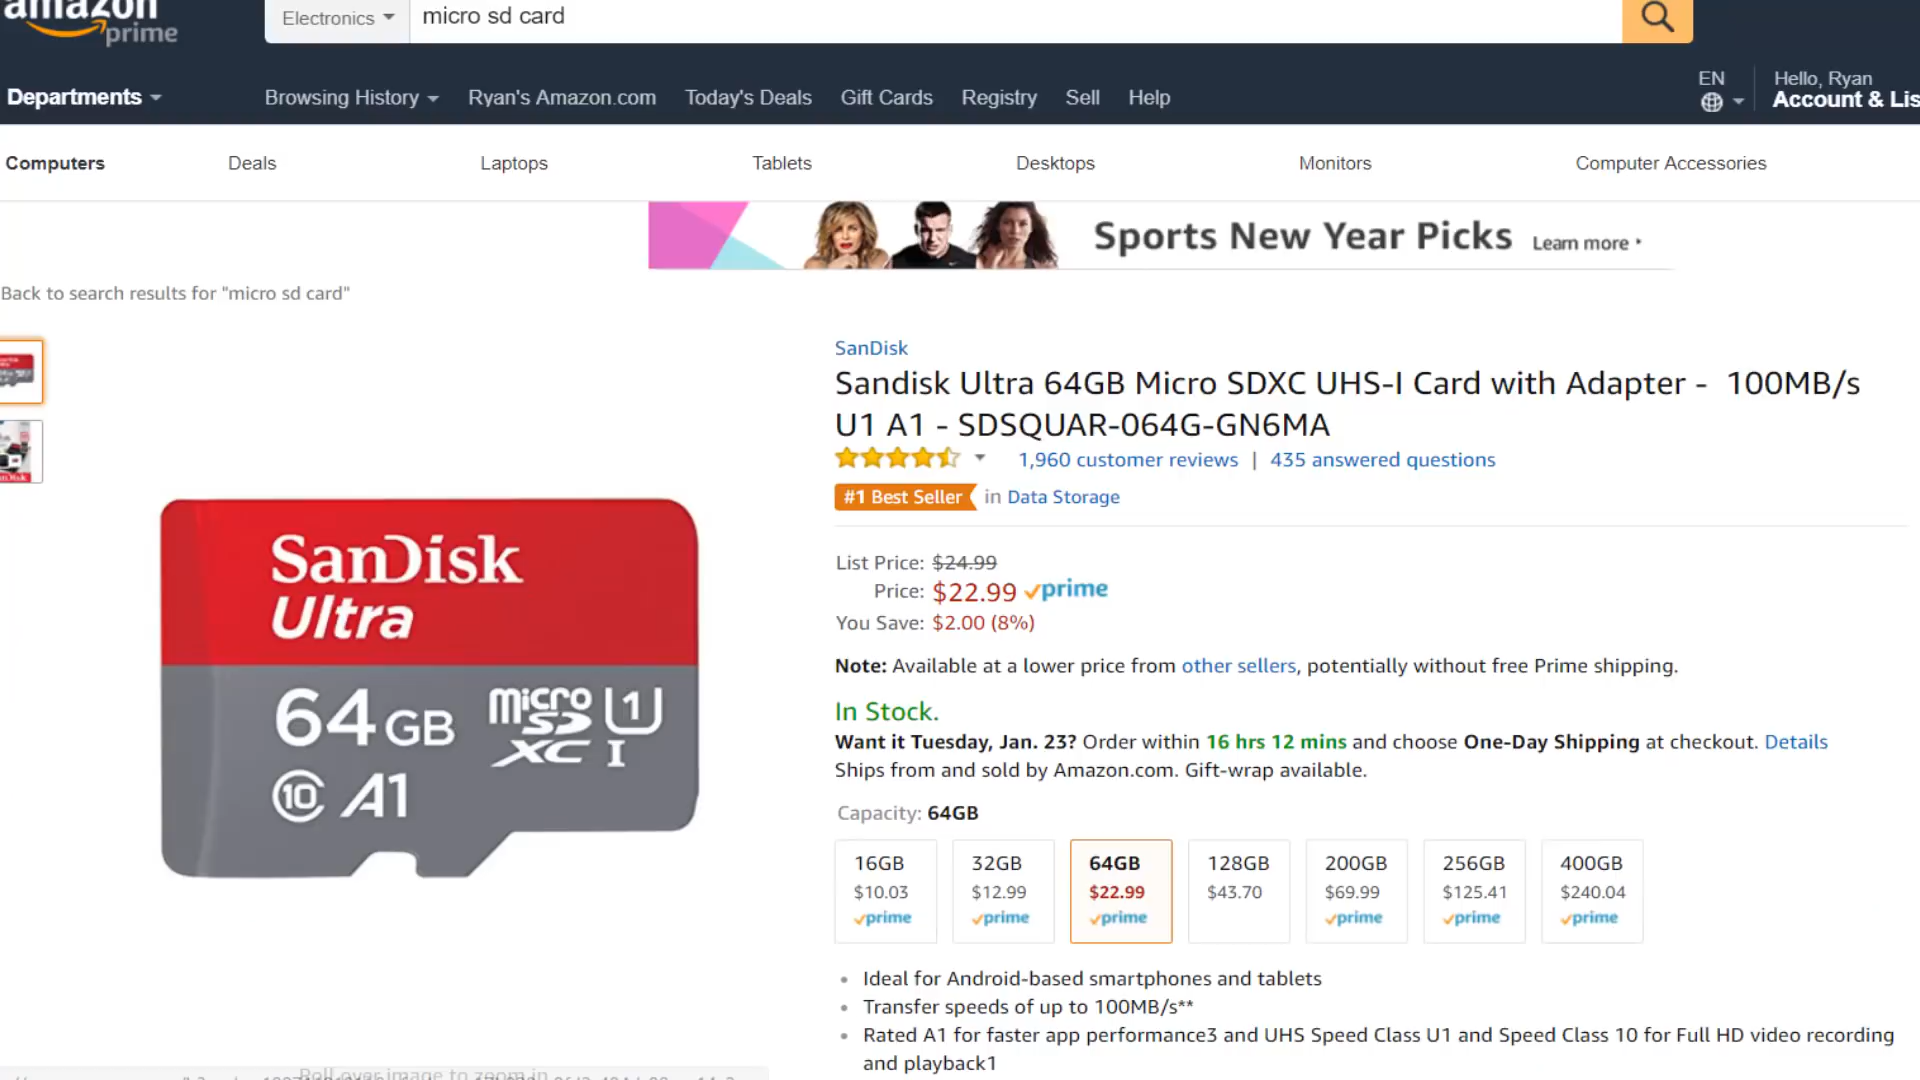 amazon
prime
Electronics
micro sd card
Departments
Browsing History
Ryan's Amazon.com
Today's Deals
Gift Cards
Registry
Sell
Help
EN
Hello, Ryan
Account & Lis
Computers
Deals
Laptops
Tablets
Desktops
Monitors
Computer Accessories
Sports New Year Picks Learn more
Back to search results for "micro sd card"
SanDisk
Sandisk Ultra 64GB Micro SDXC UHS-I Card with Adapter - 100MB/s
U1 A1 - SDSQUAR-064G-GN6MA
1,960 customer reviews | 435 answered questions
#1 Best Seller in Data Storage
List Price: $24.99
Price: $22.99 prime
You Save: $2.00 (8%)
Note: Available at a lower price from other sellers, potentially without free Prime shipping.
In Stock.
Want it Tuesday, Jan. 23? Order within 16 hrs 12 mins and choose One-Day Shipping at checkout. Details
Ships from and sold by Amazon.com. Gift-wrap available.
Capacity: 64GB
16GB
$10.03
prime
32GB
$12.99
prime
64GB
$22.99
prime
128GB
$43.70
200GB
$69.99
prime
256GB
$125.41
prime
400GB
$240.04
prime
Ideal for Android-based smartphones and tablets
Transfer speeds of up to 100MB/s**
Rated A1 for faster app performance3 and UHS Speed Class U1 and Speed Class 10 for Full HD video recording
and playback1
SanDisk
Ultra
64GB
micro
SD
XC I
U1
10 A1
Roll over image to zoom in